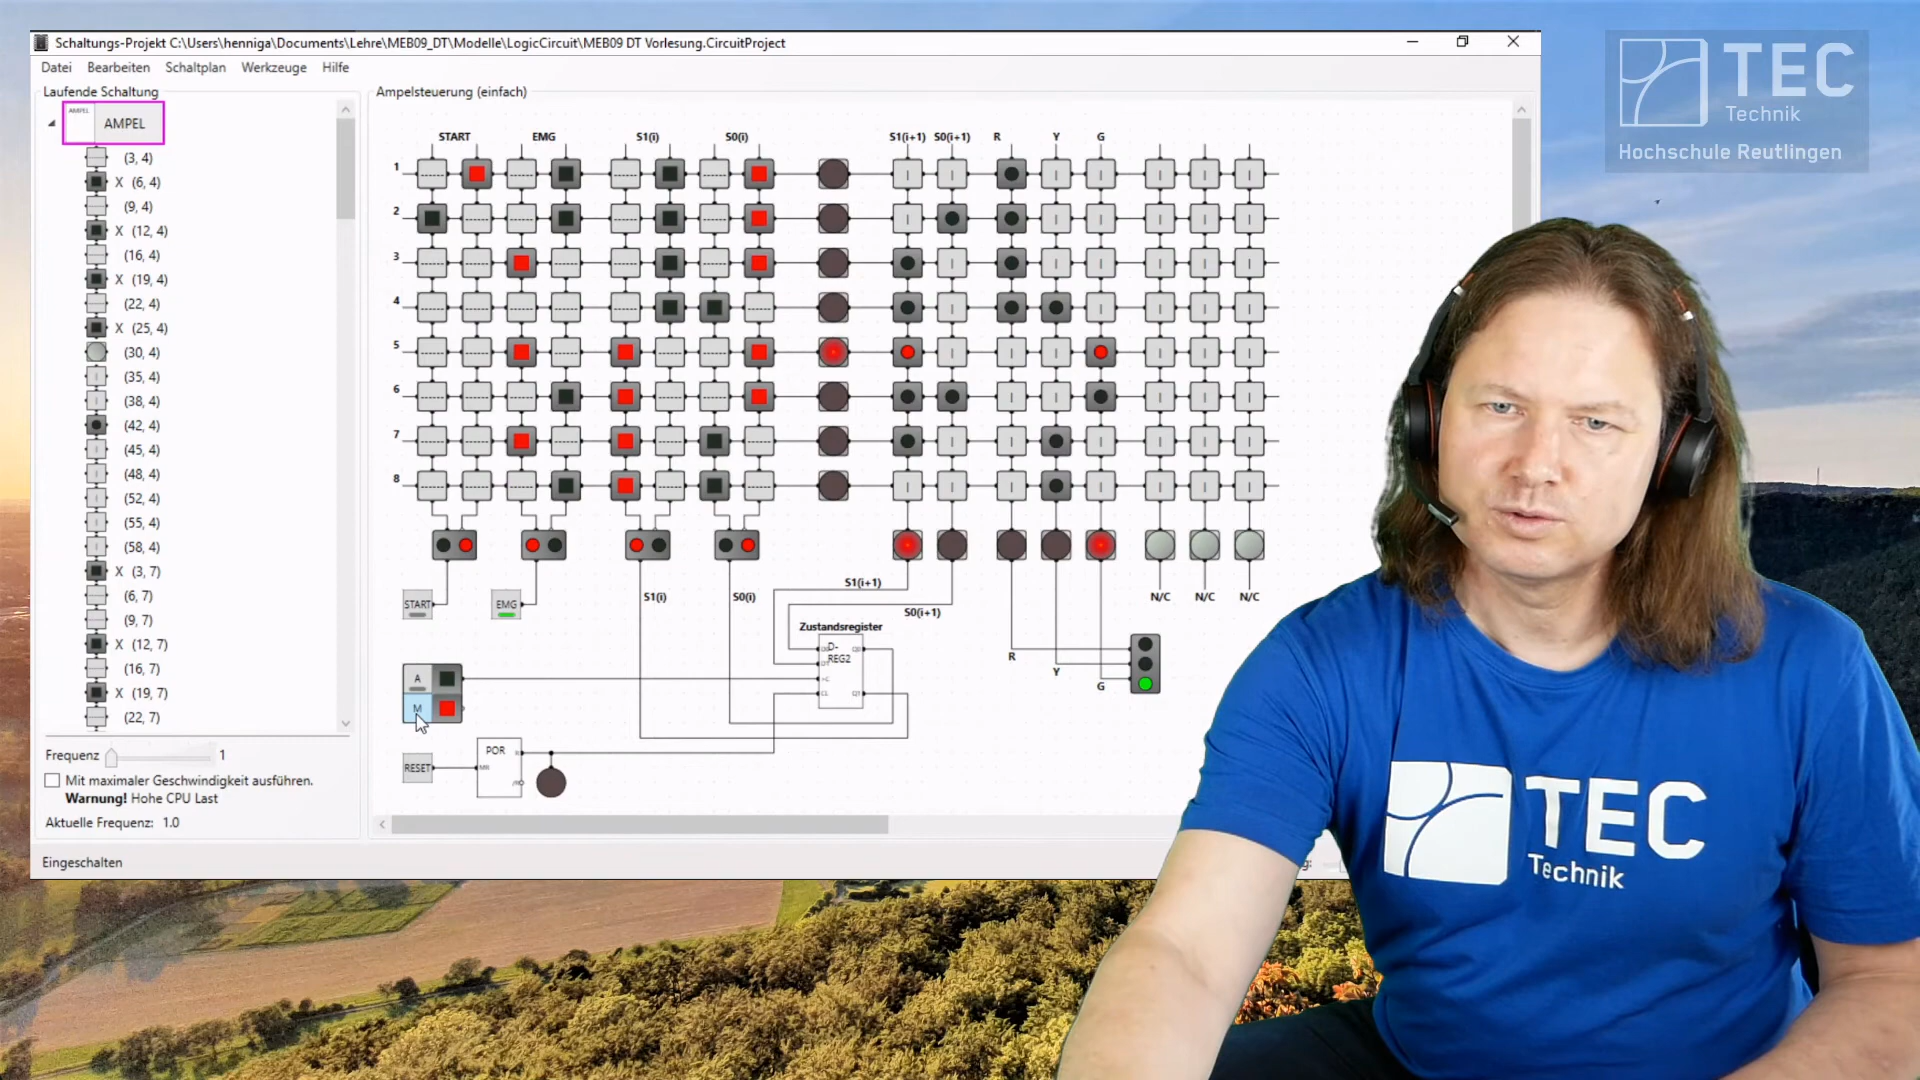 Schaltungs-Projekt C:\Users\henniga\Documents\Lehre\MEB09_DT\Modelle\LogicCircuit\MEB09 DT Vorlesung.CircuitProject
Datei Bearbeiten Schaltplan Werkzeuge Hilfe
Laufende Schaltung
AMPEL
AMPEL
(3, 4)
X (6, 4)
(9, 4)
X (12, 4)
(16, 4)
X (19, 4)
(22, 4)
X (25, 4)
(30, 4)
(35, 4)
(38, 4)
(42, 4)
(45, 4)
(48, 4)
(52, 4)
(55, 4)
(58, 4)
X (3, 7)
(6, 7)
(9, 7)
X (12, 7)
(16, 7)
X (19, 7)
(22, 7)
Frequenz 1
Mit maximaler Geschwindigkeit ausführen.
Warnung! Hohe CPU Last
Aktuelle Frequenz: 1.0
Eingeschalten
Ampelsteuerung (einfach)
START EMG S1(i) S0(i) S1(i+1) S0(i+1) R Y G
1
2
3
4
5
6
7
8
START
EMG
S1(i)
S0(i)
S1(i+1)
S0(i+1)
N/C N/C N/C
Zustandsregister
D-
REG2
R
Y
G
A
M
RESET
POR
TEC
Technik
Hochschule Reutlingen
TEC
Technik